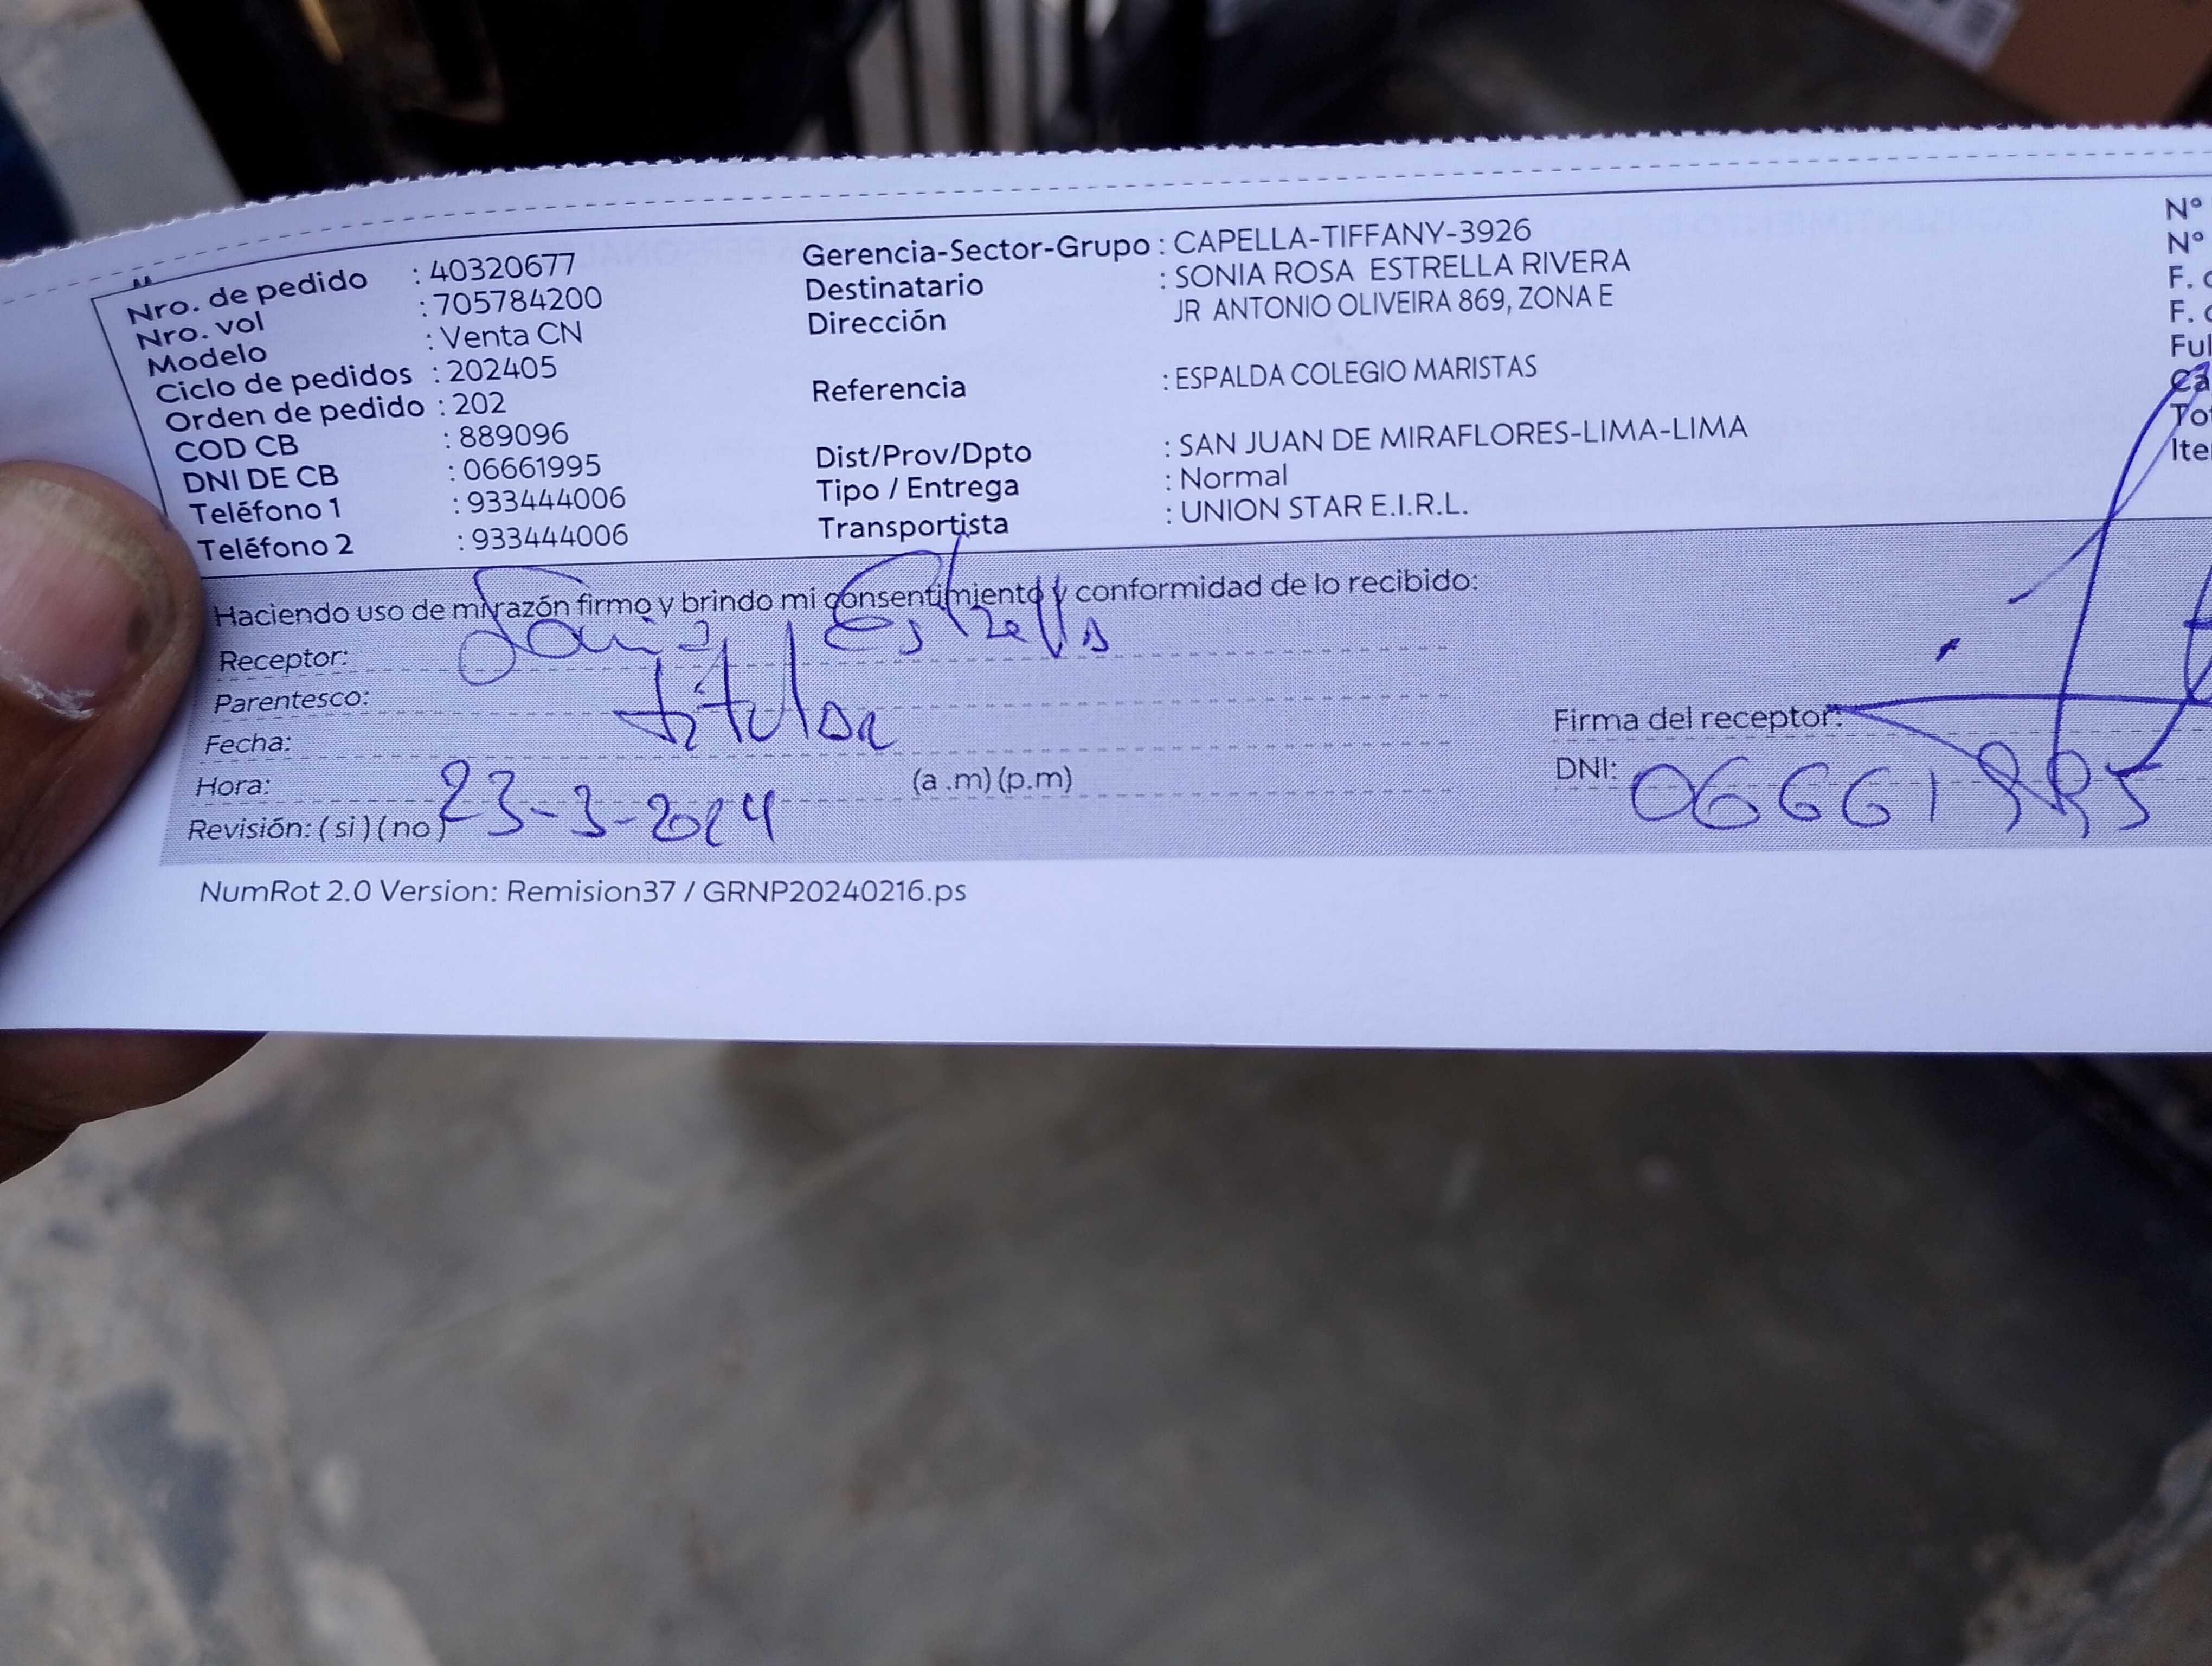 Nro. de pedido : 40320677
Nro. vol : 705784200
Modelo : Venta CN
Ciclo de pedidos : 202405
Orden de pedido : 202
COD CB : 889096
DNI DE CB : 06661995
Teléfono 1 : 933444006
Teléfono 2 : 933444006
Gerencia-Sector-Grupo : CAPELLA-TIFFANY-3926
Destinatario : SONIA ROSA ESTRELLA RIVERA
Dirección JR ANTONIO OLIVEIRA 869, ZONA E
Referencia : ESPALDA COLEGIO MARISTAS
Dist/Prov/Dpto : SAN JUAN DE MIRAFLORES-LIMA-LIMA
Tipo / Entrega : Normal
Transportista : UNION STAR E.I.R.L.
N°
N°
F.
F.
Haciendo uso de mi razón firmo y brindo mi consentimiento y conformidad de lo recibido:
Receptor: Sonia Estrella
Parentesco: titular
Fecha:
Hora: (a .m) (p.m)
Revisión: ( si ) ( no ) 23-3-2024
Firma del receptor:
DNI: 06661995
NumRot 2.0 Version: Remision37 / GRNP20240216.ps